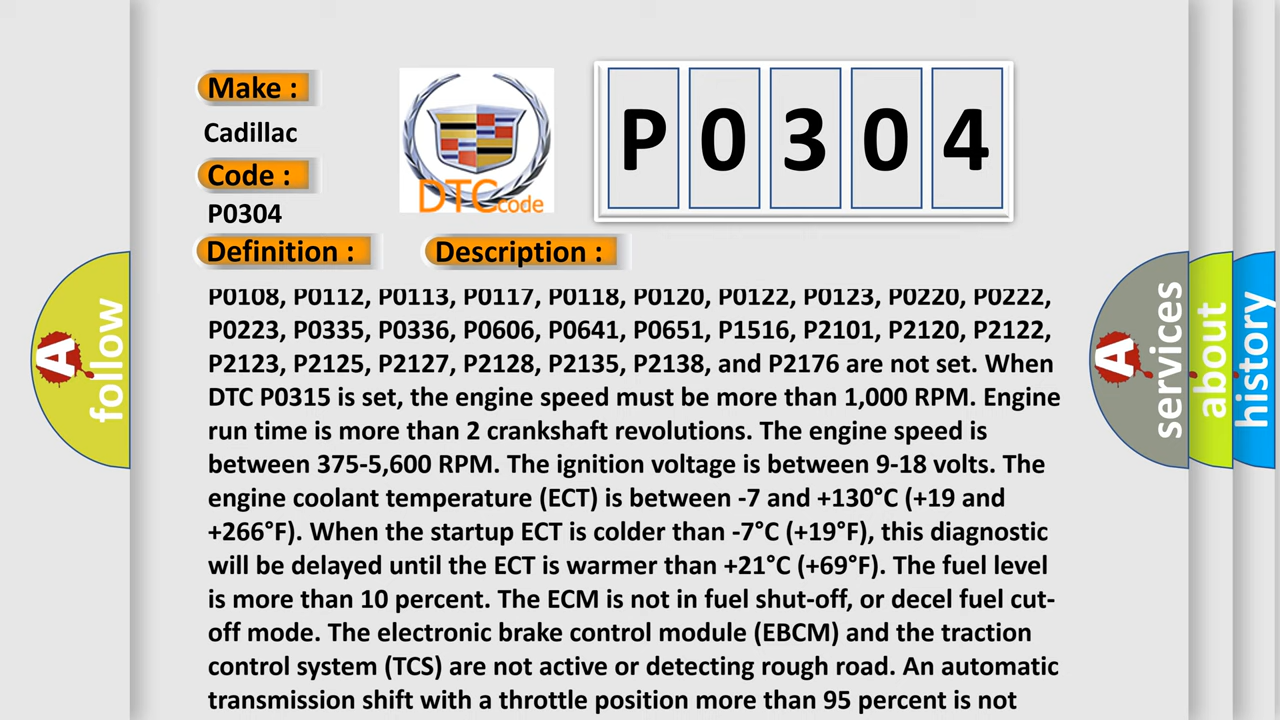 Make :
Cadillac
Code :
P0304
Definition :
Description :
DTC code
P 0 3 0 4
P0108, P0112, P0113, P0117, P0118, P0120, P0122, P0123, P0220, P0222,
P0223, P0335, P0336, P0606, P0641, P0651, P1516, P2101, P2120, P2122,
P2123, P2125, P2127, P2128, P2135, P2138, and P2176 are not set. When
DTC P0315 is set, the engine speed must be more than 1,000 RPM. Engine
run time is more than 2 crankshaft revolutions. The engine speed is
between 375-5,600 RPM. The ignition voltage is between 9-18 volts. The
engine coolant temperature (ECT) is between -7 and +130°C (+19 and
+266°F). When the startup ECT is colder than -7°C (+19°F), this diagnostic
will be delayed until the ECT is warmer than +21°C (+69°F). The fuel level
is more than 10 percent. The ECM is not in fuel shut-off, or decel fuel cut-
off mode. The electronic brake control module (EBCM) and the traction
control system (TCS) are not active or detecting rough road. An automatic
transmission shift with a throttle position more than 95 percent is not
A
follow
A
services
about
history